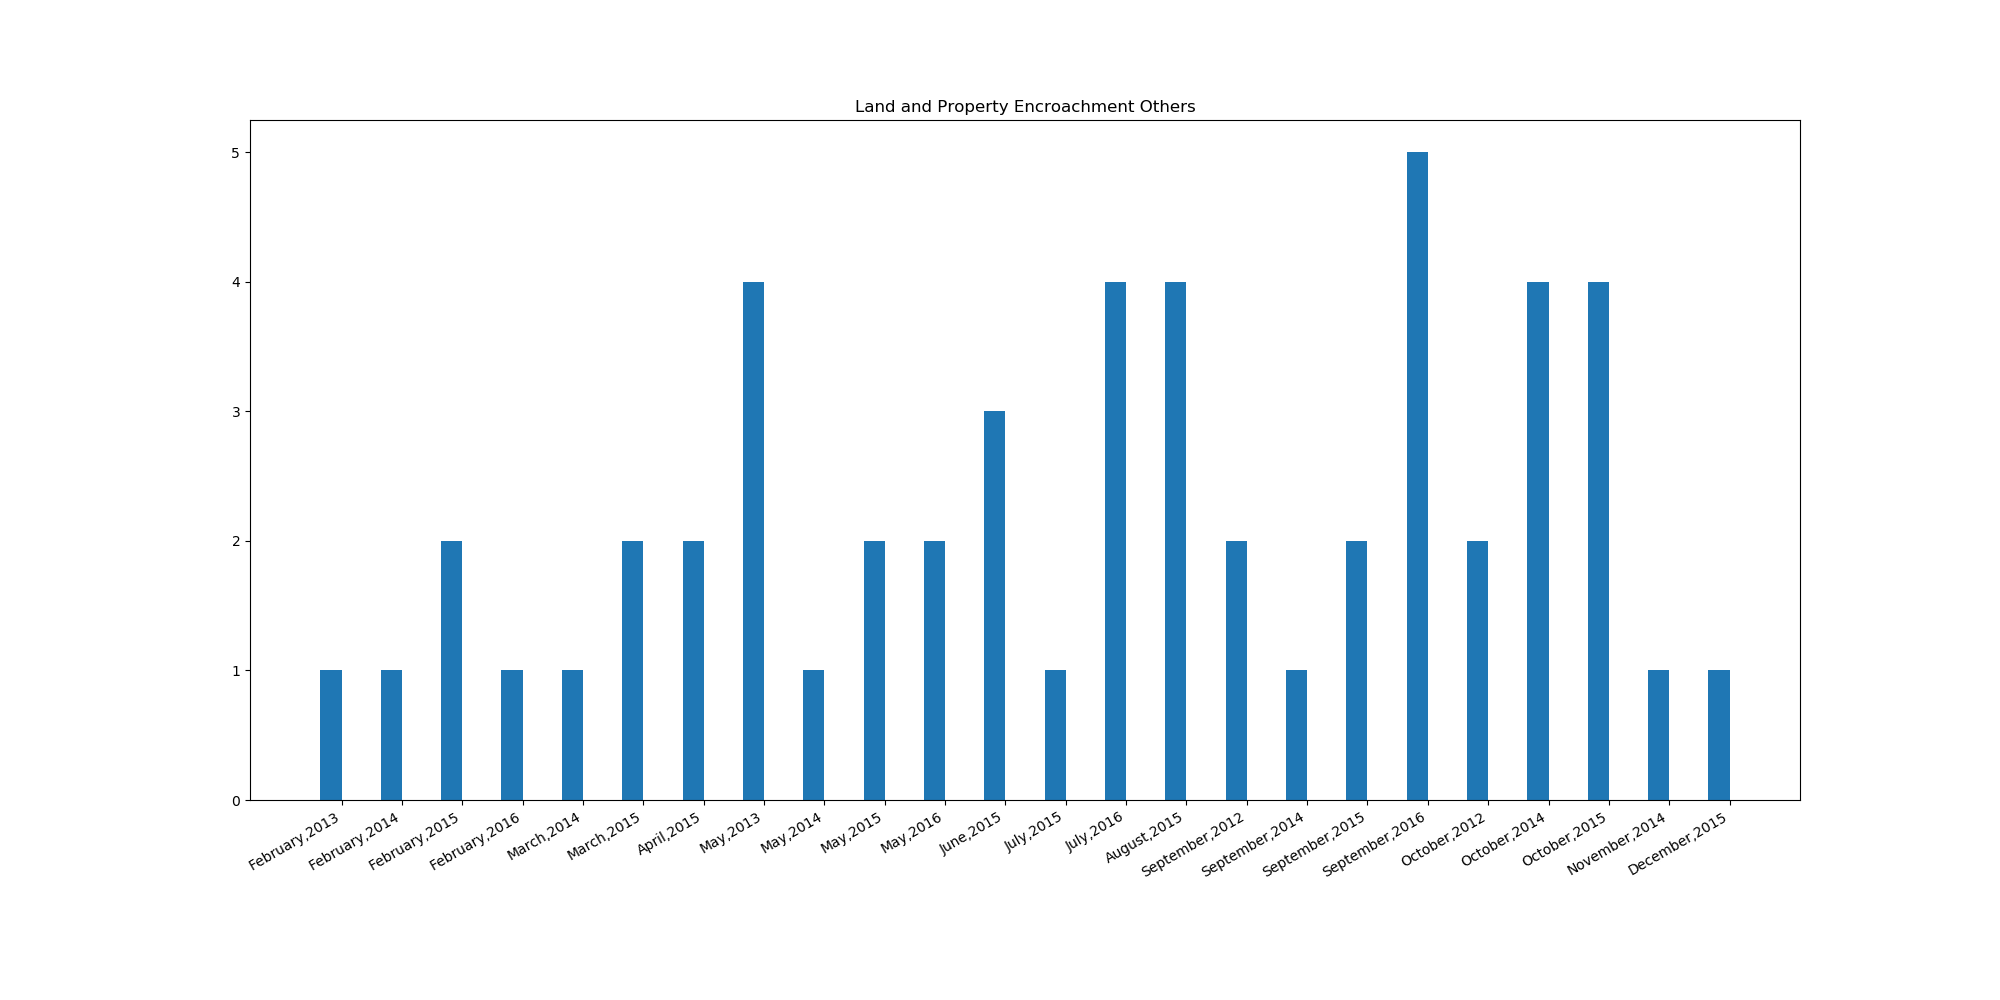 Land and Property Encroachment Others
5
4
3
2
1
0
February,2013
February,2014
February,2015
February,2016
March,2014
March,2015
April,2015
May,2013
May,2014
May,2015
May,2016
June,2015
July,2015
July,2016
August,2015
September,2012
September,2014
September,2015
September,2016
October,2012
October,2014
October,2015
November,2014
December,2015